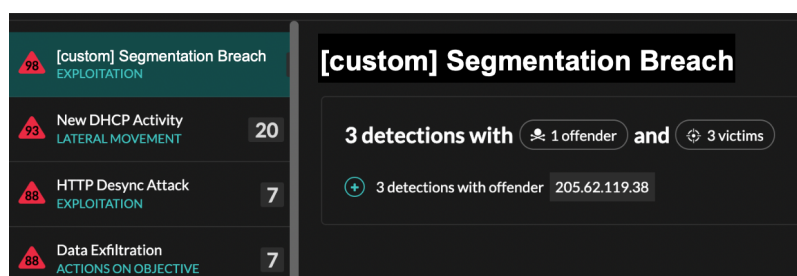 98
[custom] Segmentation Breach
EXPLOITATION
93
New DHCP Activity
LATERAL MOVEMENT
20
88
HTTP Desync Attack
EXPLOITATION
7
88
Data Exfiltration
ACTIONS ON OBJECTIVE
7
[custom] Segmentation Breach
3 detections with 1 offender and 3 victims
3 detections with offender 205.62.119.38